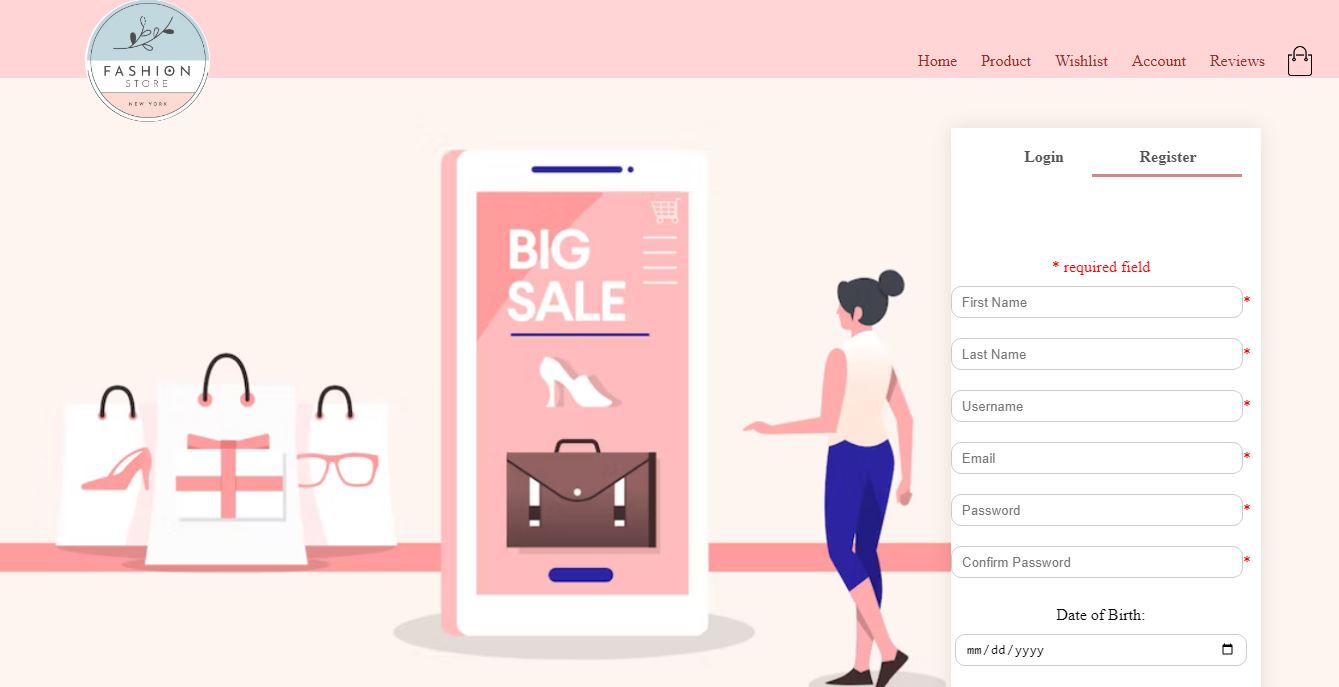 FASHION
STORE
NEW YORK
Home Product Wishlist Account Reviews
BIG
SALE
Login Register
* required field
First Name *
Last Name *
Username *
Email *
Password *
Confirm Password *
Date of Birth:
mm/dd/yyyy